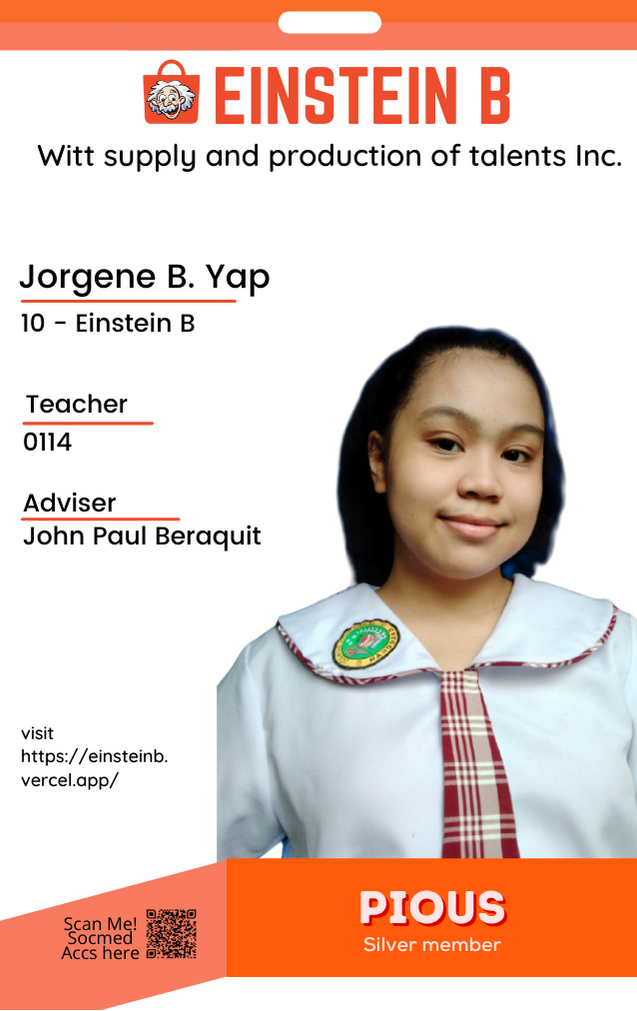 EINSTEIN B
Witt supply and production of talents Inc.
Jorgene B. Yap
10 - Einstein B
Teacher
0114
Adviser
John Paul Beraquit
visit
https://einsteinb.
vercel.app/
Scan Me!
Socmed
Accs here
PIOUS
Silver member